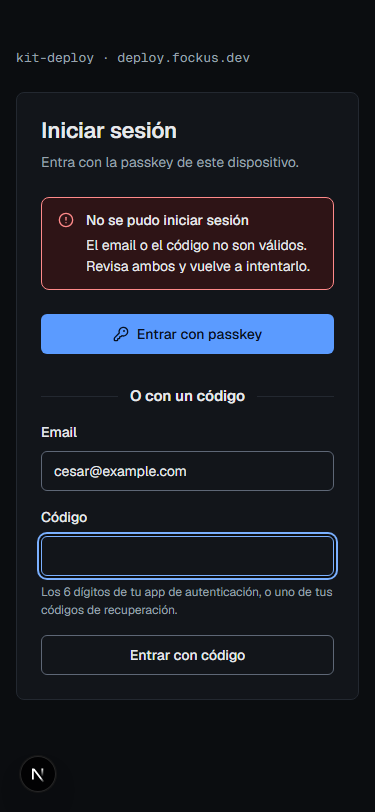 kit-deploy · deploy.fockus.dev
Iniciar sesión
Entra con la passkey de este dispositivo.
No se pudo iniciar sesión
El email o el código no son válidos.
Revisa ambos y vuelve a intentarlo.
Entrar con passkey
O con un código
Email
cesar@example.com
Código
Los 6 dígitos de tu app de autenticación, o uno de tus
códigos de recuperación.
Entrar con código
N